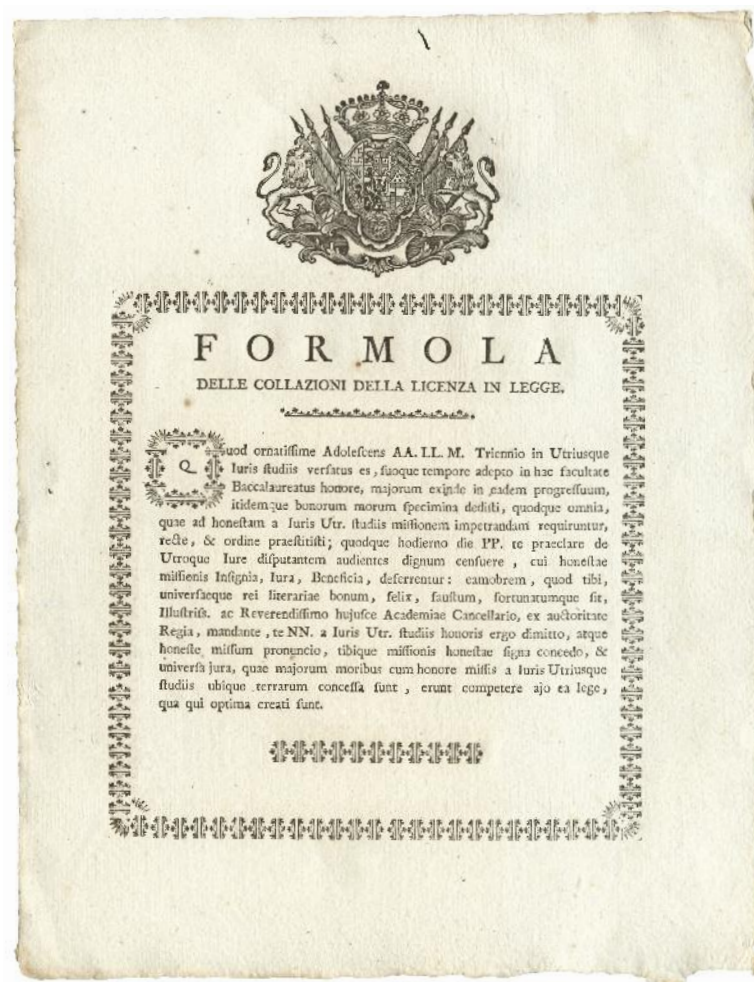 FORMOLA
DELLE COLLAZIONI DELLA LICENZA IN LEGGE.
Quod ornatiſſime Adoleſcens AA. LL. M. Triennio in Utriusque
Iuris ſtudiis verſatus es, ſuoque tempore adepto in hac facultate
Baccalaureatus honore, majorum exinde in eadem progreſſuum,
itidemque bonorum morum ſpecimina dediſti, quodque omnia,
quae ad honeſtam a Iuris Utr. ſtudiis miſſionem impetrandam requiruntur,
recte, & ordine praeſtitiſti; quodque hodierno die PP. te praeclare de
Utroque Iure diſputantem audientes dignum cenſuere, cui honeſtae
miſſionis Inſignia, Iura, Beneficia, deferrentur: eamobrem, quod tibi,
univerſaeque rei literariae bonum, felix, fauſtum, fortunatumque ſit,
Illuſtriſs. ac Reverendiſſimo hujuſce Academiae Cancellario, ex auctoritate
Regia, mandante, te NN. a Iuris Utr. ſtudiis honoris ergo dimitto, atque
honeſte miſſum pronuncio, tibique miſſionis honeſtae ſigna concedo, &
univerſa jura, quae majorum moribus cum honore miſſis a Iuris Utriusque
ſtudiis ubique terrarum conceſſa ſunt, erunt competere ajo ea lege,
qua qui optima creati ſunt.